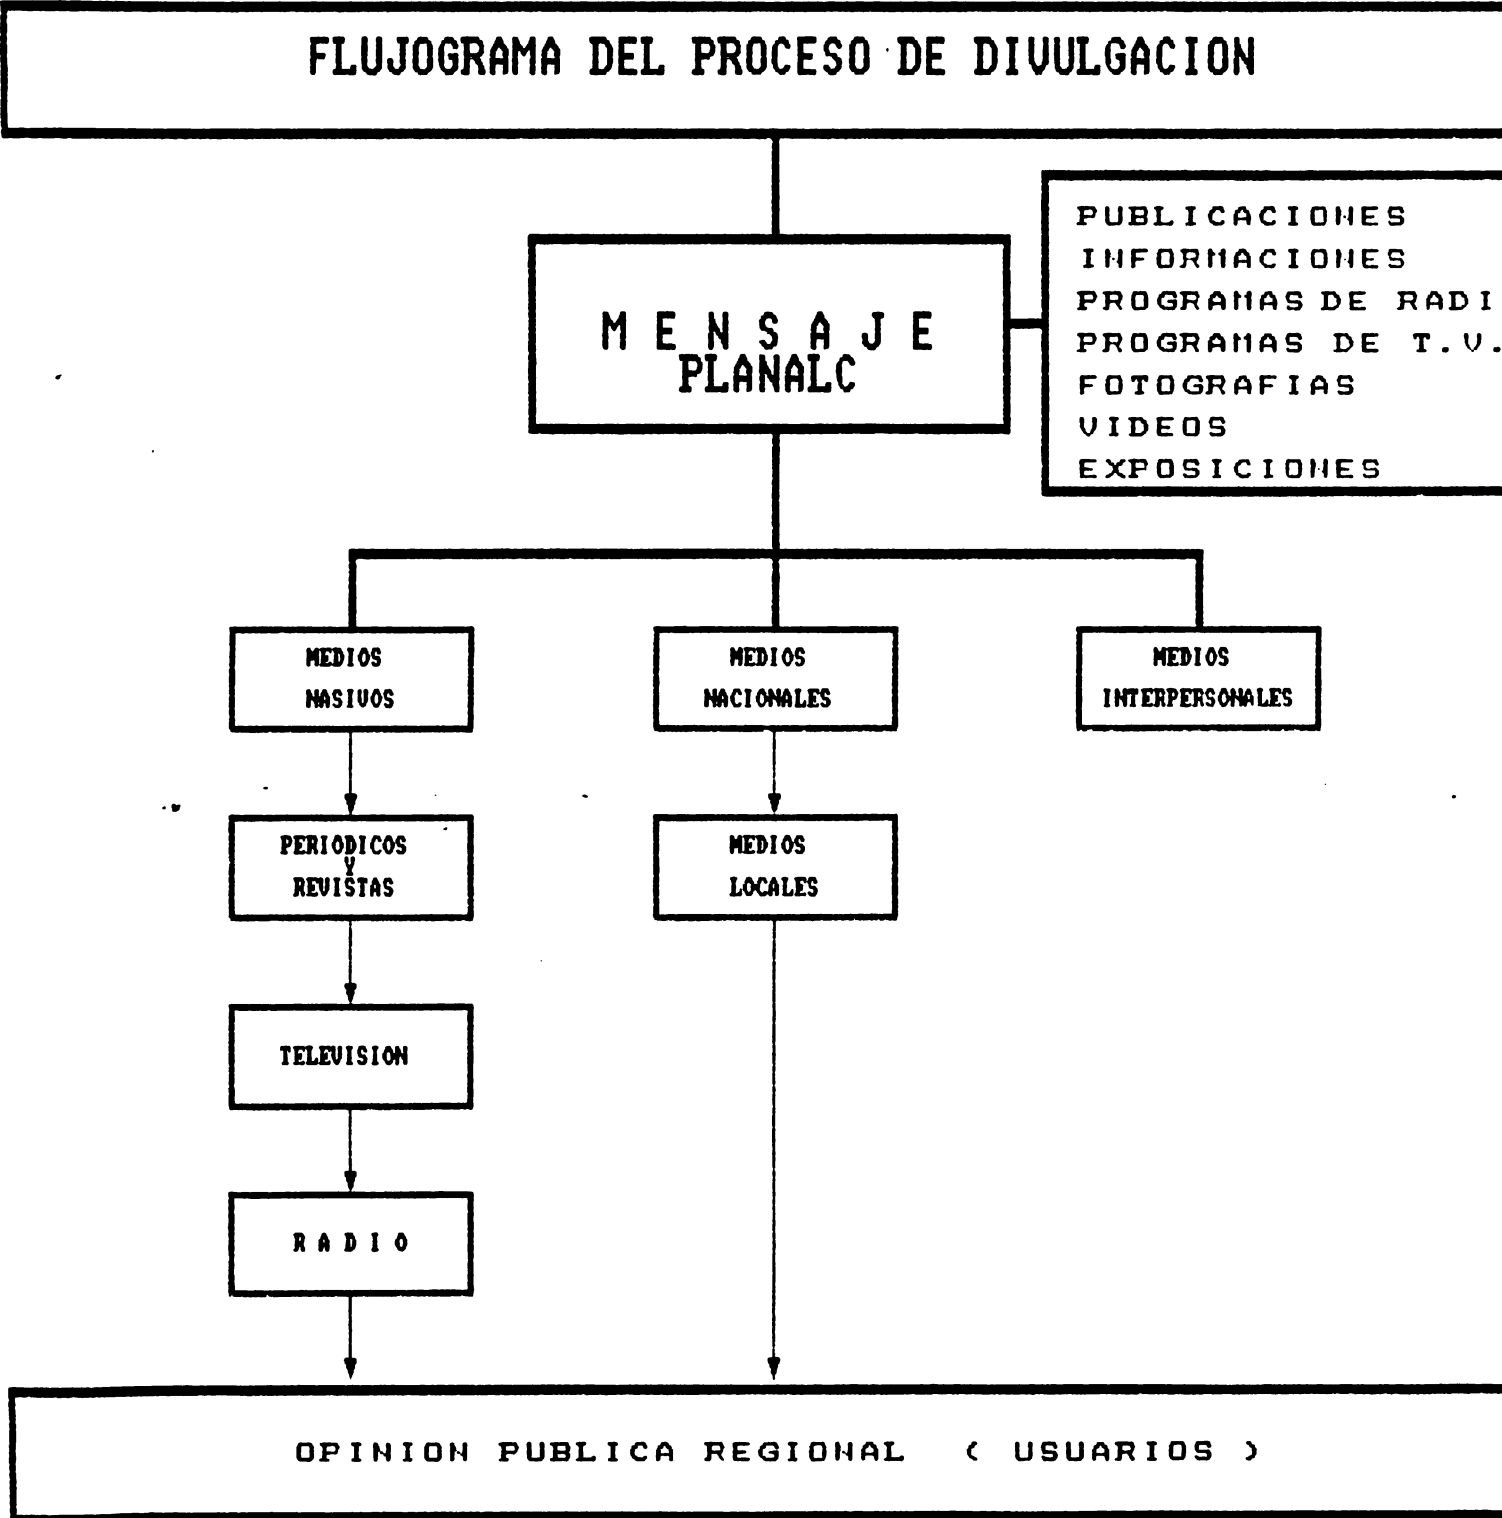 FLUJOGRAMA DEL PROCESO DE DIVULGACION
PUBLICACIONES
INFORMACIONES
PROGRAMAS DE RADI
PROGRAMAS DE T.V.
FOTOGRAFIAS
VIDEOS
EXPOSICIONES
M E N S A J E
PLANALC
MEDIOS
MASIVOS
MEDIOS
NACIONALES
MEDIOS
INTERPERSONALES
PERIODICOS
Y
REVISTAS
MEDIOS
LOCALES
TELEVISION
R A D I O
OPINION PUBLICA REGIONAL ( USUARIOS )